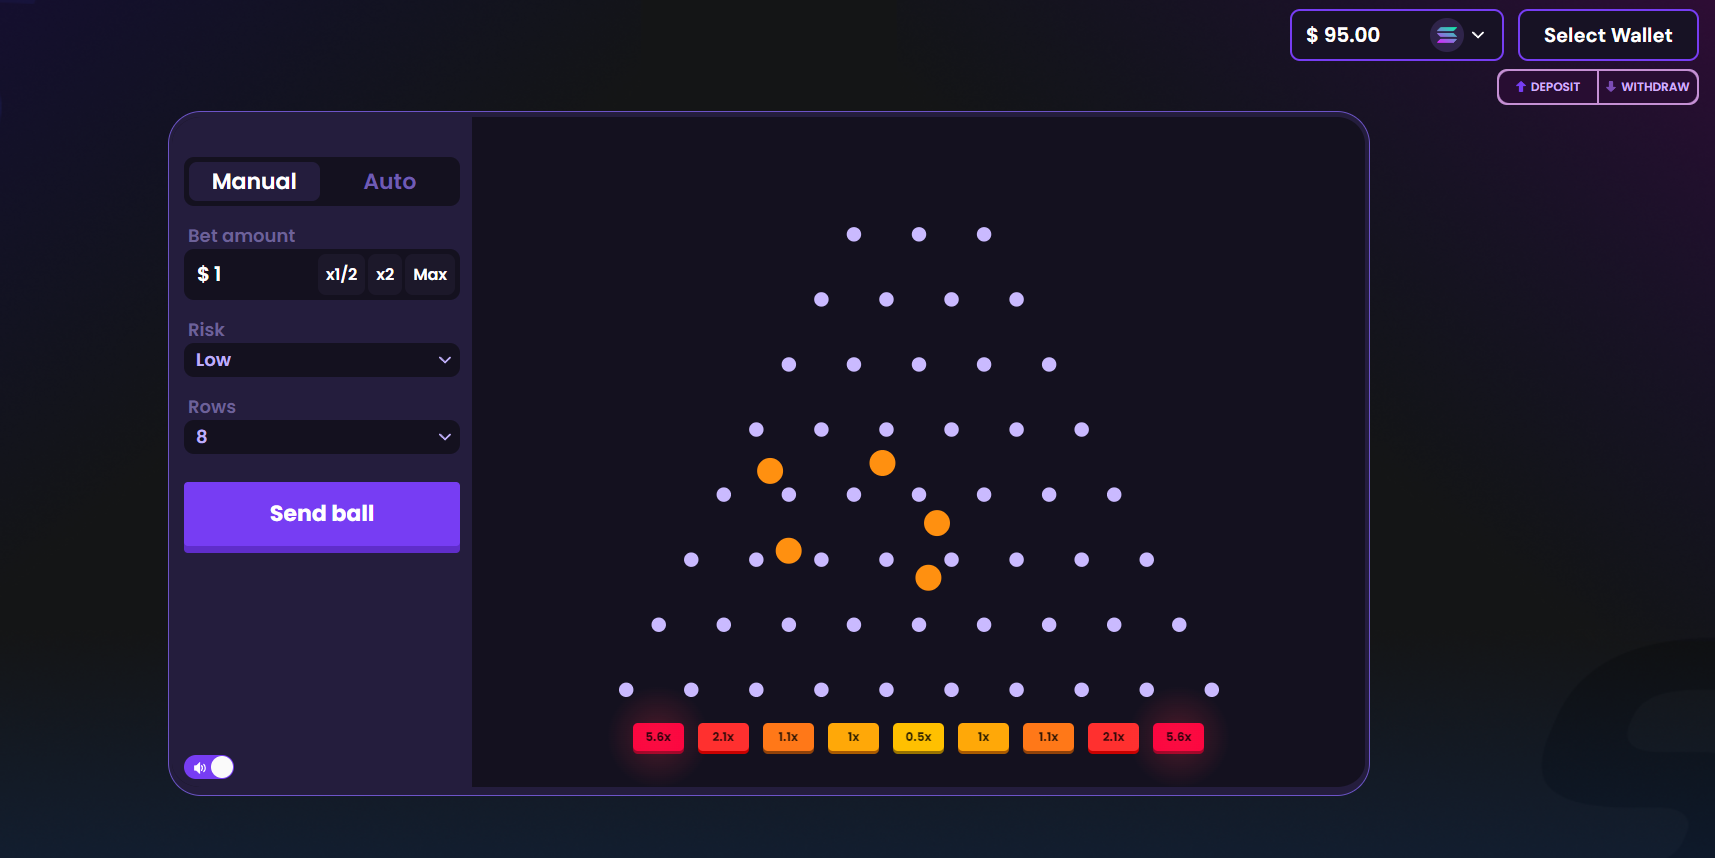 $ 95.00
Select Wallet
DEPOSIT
WITHDRAW
Manual
Auto
Bet amount
$ 1
x1/2
x2
Max
Risk
Low
Rows
8
Send ball
5.6x
2.1x
1.1x
1x
0.5x
1x
1.1x
2.1x
5.6x